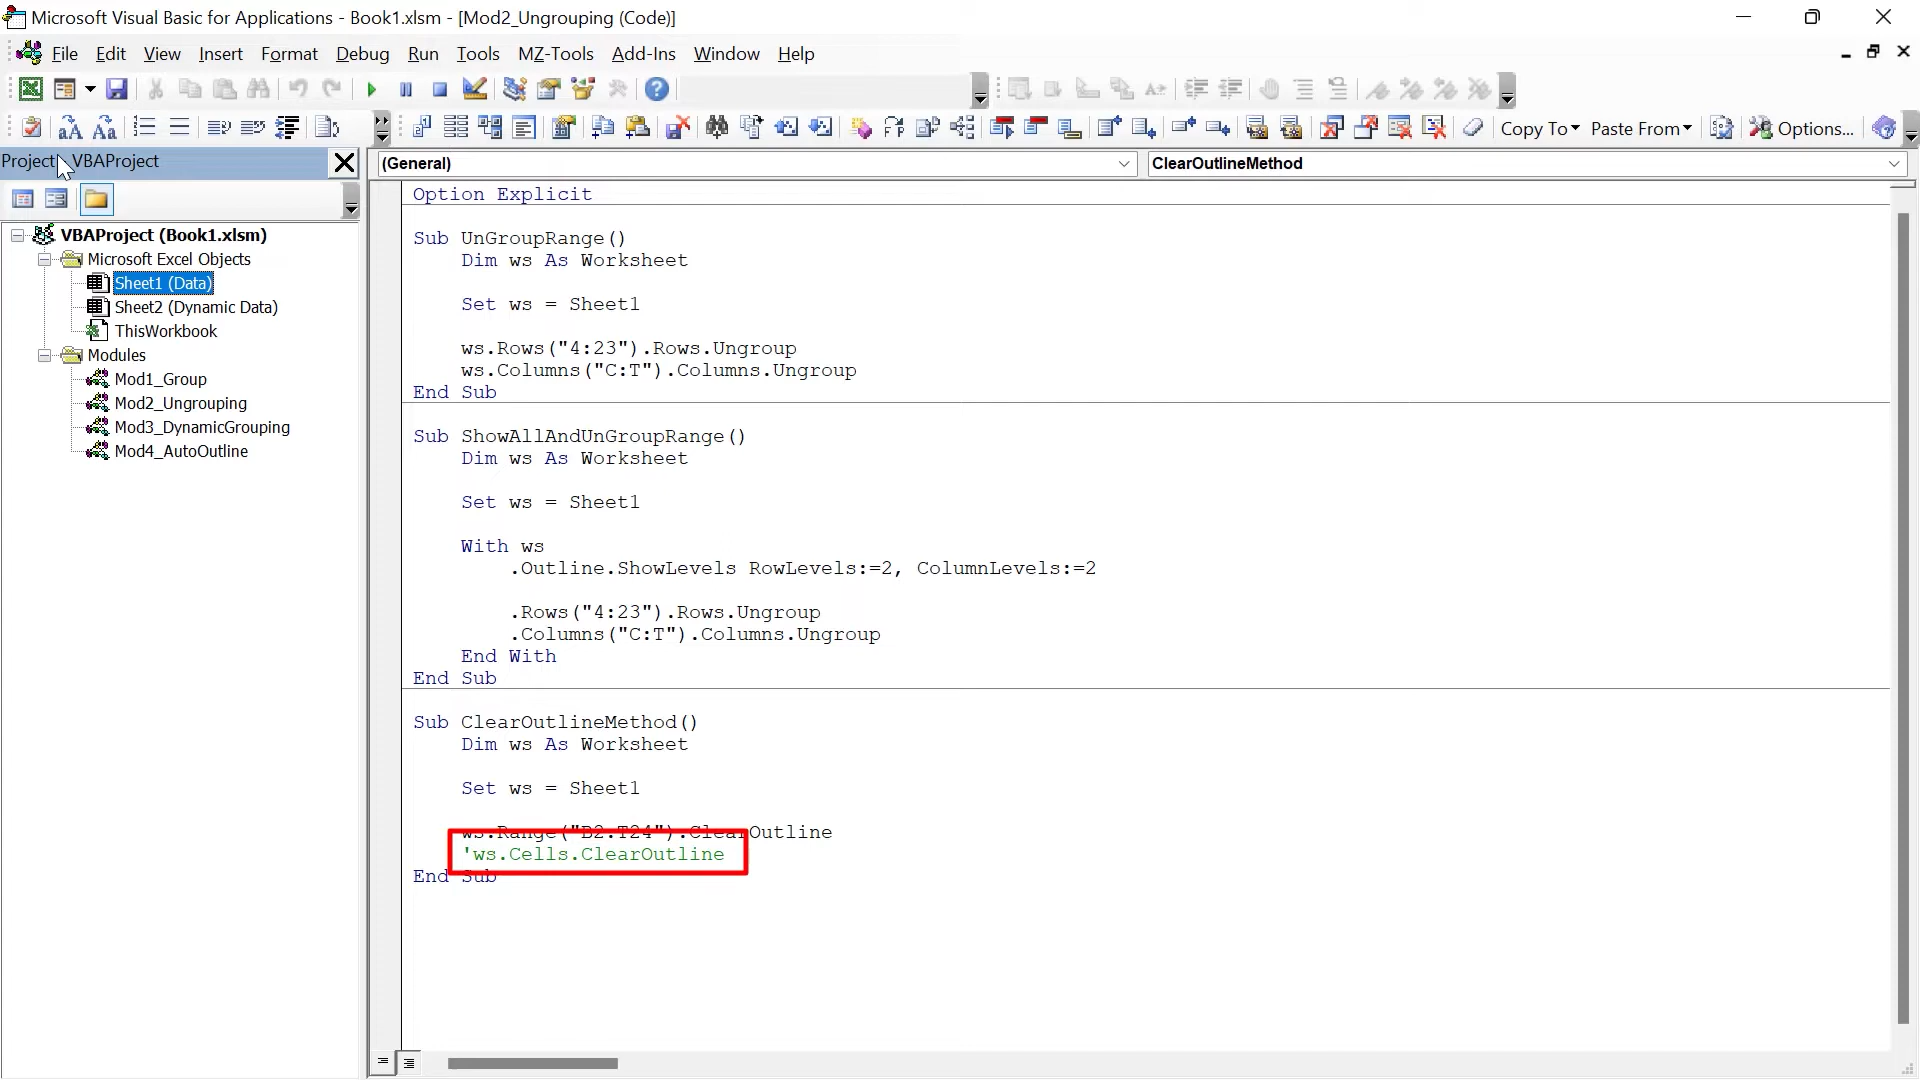 Microsoft Visual Basic for Applications - Book1.xlsm - [Mod2_Ungrouping (Code)]
File Edit View Insert Format Debug Run Tools MZ-Tools Add-Ins Window Help
Copy To Paste From Options...
Project - VBAProject
(General) ClearOutlineMethod
VBAProject (Book1.xlsm)
Microsoft Excel Objects
Sheet1 (Data)
Sheet2 (Dynamic Data)
ThisWorkbook
Modules
Mod1_Group
Mod2_Ungrouping
Mod3_DynamicGrouping
Mod4_AutoOutline
Option Explicit
Sub UnGroupRange()
Dim ws As Worksheet
Set ws = Sheet1
ws.Rows("4:23").Rows.Ungroup
ws.Columns("C:T").Columns.Ungroup
End Sub
Sub ShowAllAndUnGroupRange()
Dim ws As Worksheet
Set ws = Sheet1
With ws
.Outline.ShowLevels RowLevels:=2, ColumnLevels:=2
.Rows("4:23").Rows.Ungroup
.Columns("C:T").Columns.Ungroup
End With
End Sub
Sub ClearOutlineMethod()
Dim ws As Worksheet
Set ws = Sheet1
ws.Range("B2:T24").ClearOutline
'ws.Cells.ClearOutline
End Sub